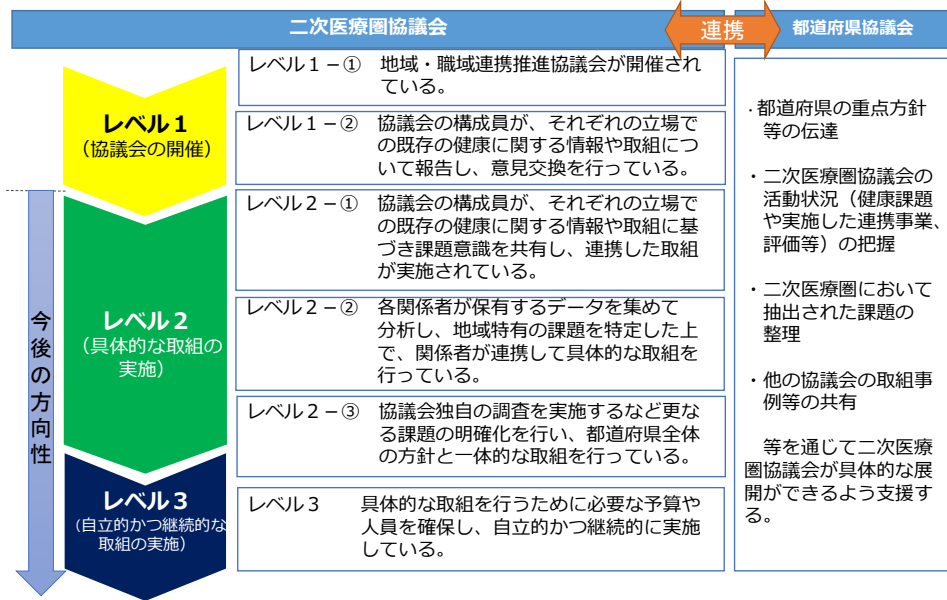 二次医療圏協議会
連携
都道府県協議会
レベル１
（協議会の開催）
レベル１－①　地域・職域連携推進協議会が開催され
ている。
レベル１－②　協議会の構成員が、それぞれの立場で
の既存の健康に関する情報や取組につ
いて報告し、意見交換を行っている。
今後の方向性
レベル２
（具体的な取組の
実施）
レベル２－①　協議会の構成員が、それぞれの立場で
の既存の健康に関する情報や取組に基
づき課題意識を共有し、連携した取組
が実施されている。
レベル２－②　各関係者が保有するデータを集めて
分析し、地域特有の課題を特定した上
で、関係者が連携して具体的な取組を
行っている。
レベル２－③　協議会独自の調査を実施するなど更な
る課題の明確化を行い、都道府県全体
の方針と一体的な取組を行っている。
レベル３
（自立的かつ継続的な
取組の実施）
レベル３　　具体的な取組を行うために必要な予算や
人員を確保し、自立的かつ継続的に実施
している。
・都道府県の重点方針
等の伝達
・二次医療圏協議会の
活動状況（健康課題
や実施した連携事業、
評価等）の把握
・二次医療圏において
抽出された課題の
整理
・他の協議会の取組事
例等の共有
等を通じて二次医療
圏協議会が具体的な展
開ができるよう支援す
る。